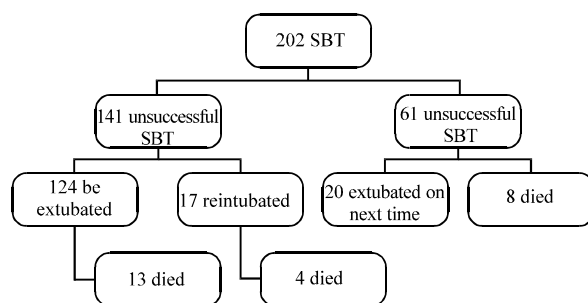 202 SBT
141 unsuccessful
SBT
61 unsuccessful
SBT
124 be
extubated
17 reintubated
20 extubated on
next time
8 died
13 died
4 died